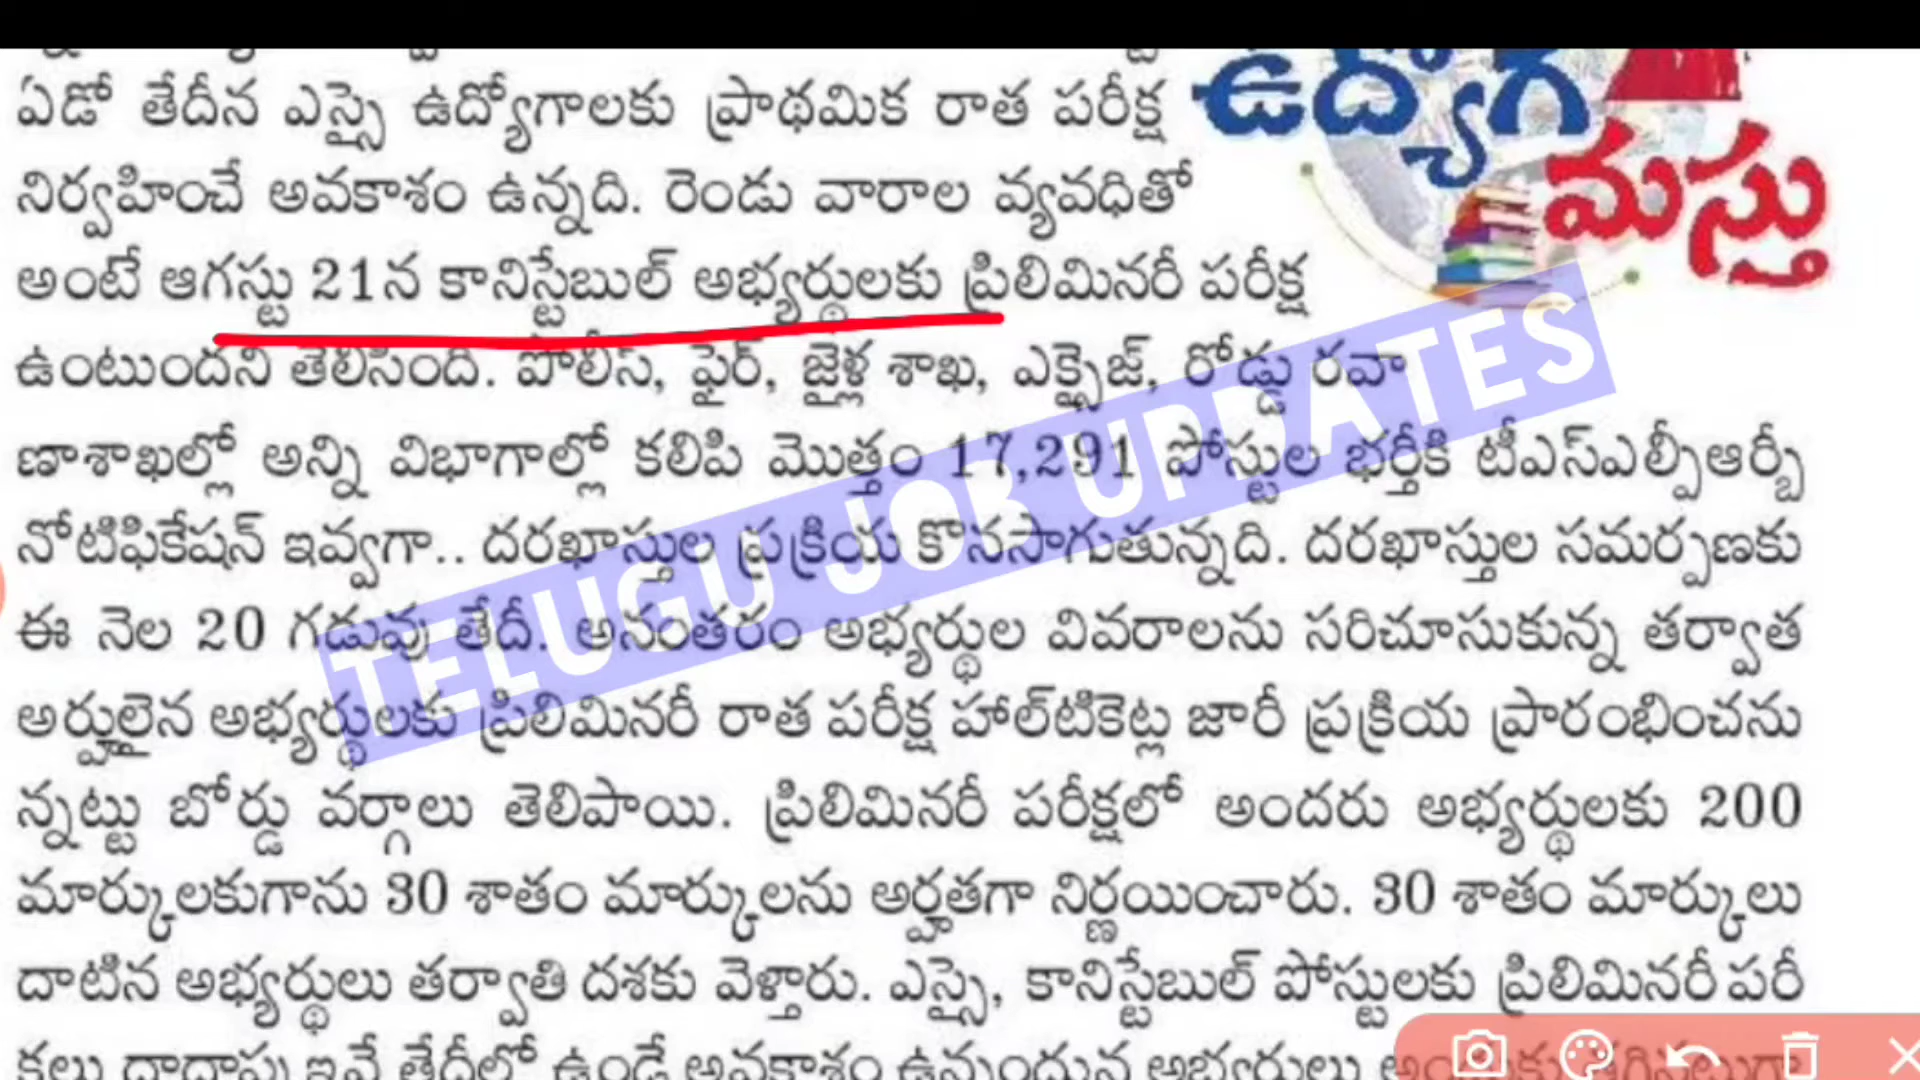 ఉద్యోగ
మస్తు
ఏడో తేదీన ఎస్సై ఉద్యోగాలకు ప్రాథమిక రాత పరీక్ష
నిర్వహించే అవకాశం ఉన్నది. రెండు వారాల వ్యవధితో
అంటే ఆగస్టు 21న కానిస్టేబుల్ అభ్యర్థులకు ప్రిలిమినరీ పరీక్ష
ఉంటుందని తెలిసింది. పోలీస్, ఫైర్, జైళ్ల శాఖ, ఎక్సైజ్, రోడ్డు రవా
ణాశాఖల్లో అన్ని విభాగాల్లో కలిపి మొత్తం 17,291 పోస్టుల భర్తీకి టీఎస్ఎల్పీఆర్బీ
నోటిఫికేషన్ ఇవ్వగా.. దరఖాస్తుల ప్రక్రియ కొనసాగుతున్నది. దరఖాస్తుల సమర్పణకు
ఈ నెల 20 గడువు తేదీ. అనంతరం అభ్యర్థుల వివరాలను సరిచూసుకున్న తర్వాత
అర్హులైన అభ్యర్థులకు ప్రిలిమినరీ రాత పరీక్ష హాల్‌టికెట్ల జారీ ప్రక్రియ ప్రారంభించను
న్నట్టు బోర్డు వర్గాలు తెలిపాయి. ప్రిలిమినరీ పరీక్షలో అందరు అభ్యర్థులకు 200
మార్కులకుగాను 30 శాతం మార్కులను అర్హతగా నిర్ణయించారు. 30 శాతం మార్కులు
దాటిన అభ్యర్థులు తర్వాతి దశకు వెళ్తారు. ఎస్సై, కానిస్టేబుల్ పోస్టులకు ప్రిలిమినరీ పరీ
TELUGU JOB UPDATES